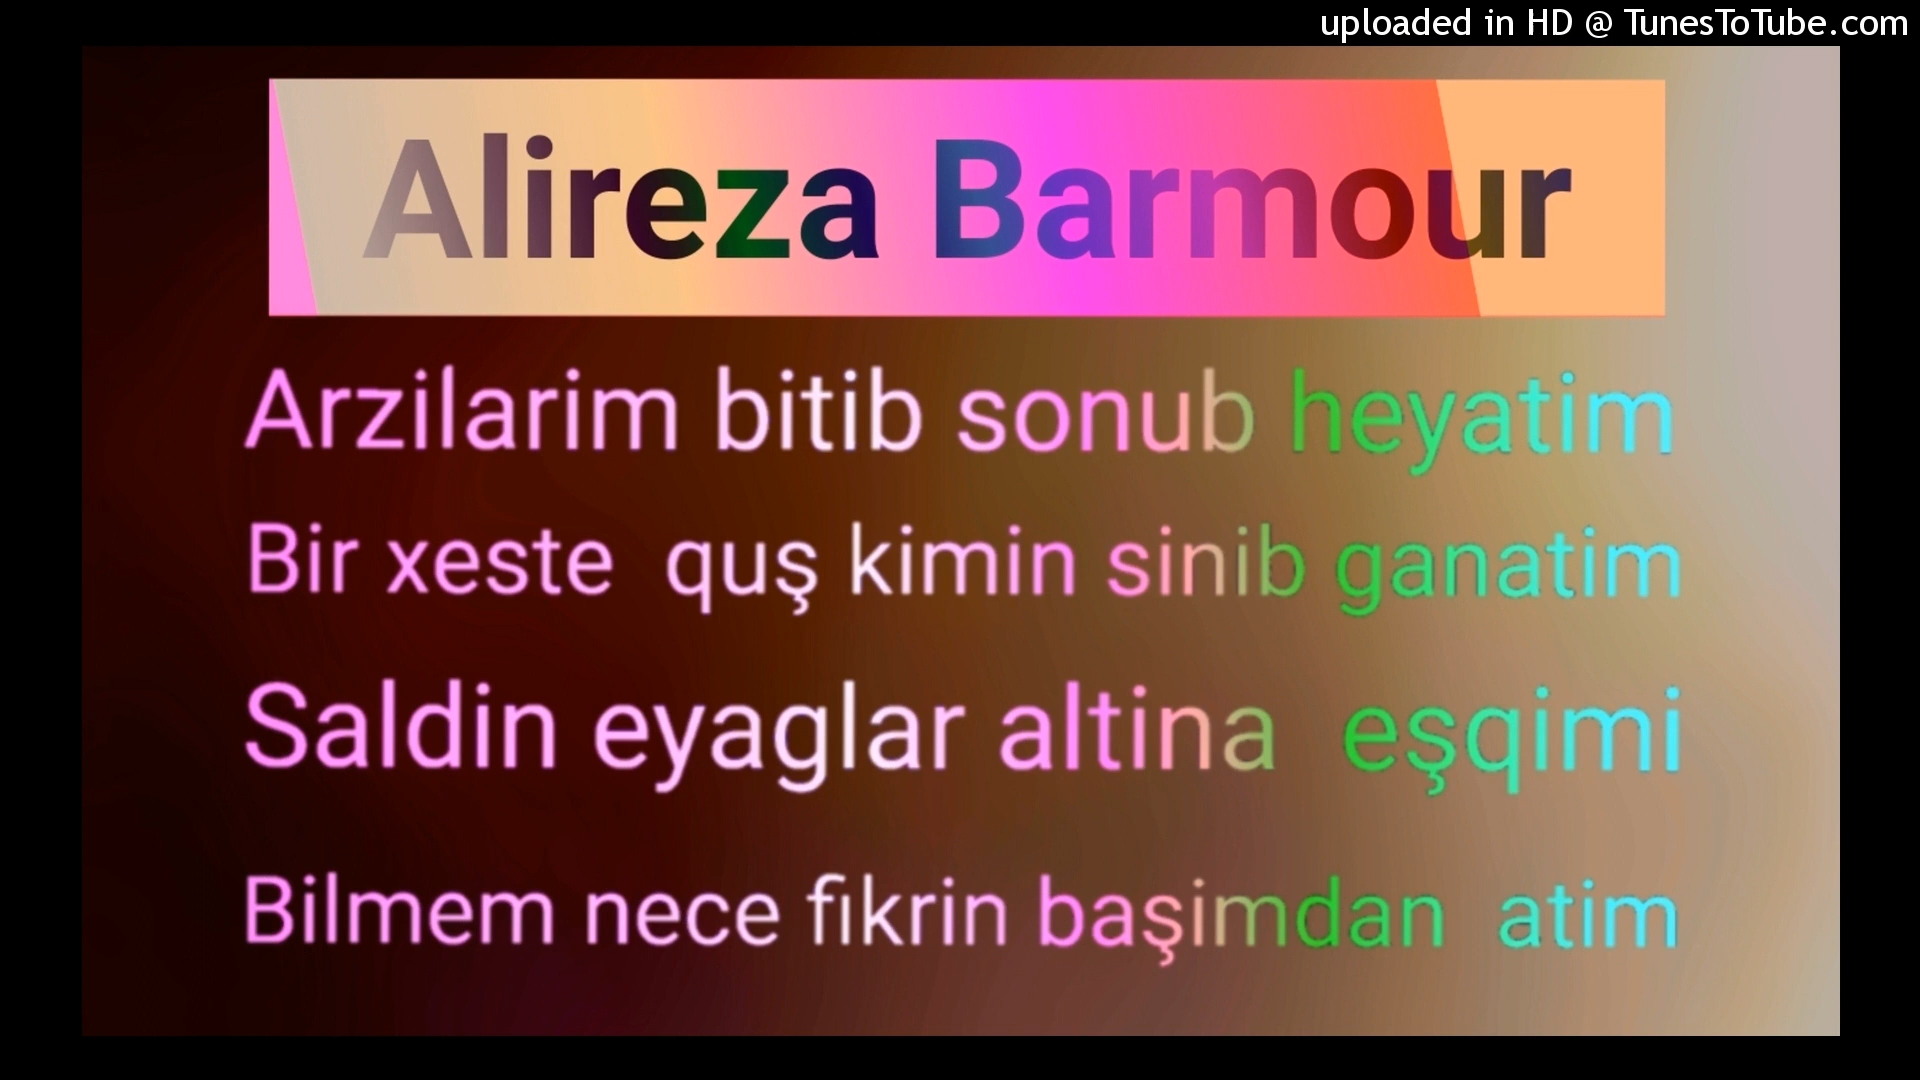 uploaded in HD @ TunesToTube.com
Alireza Barmour
Arzilarim bitib sonub heyatim
Bir xeste quş kimin sinib ganatim
Saldin eyaglar altina eşqimi
Bilmem nece fikrin başimdan atim